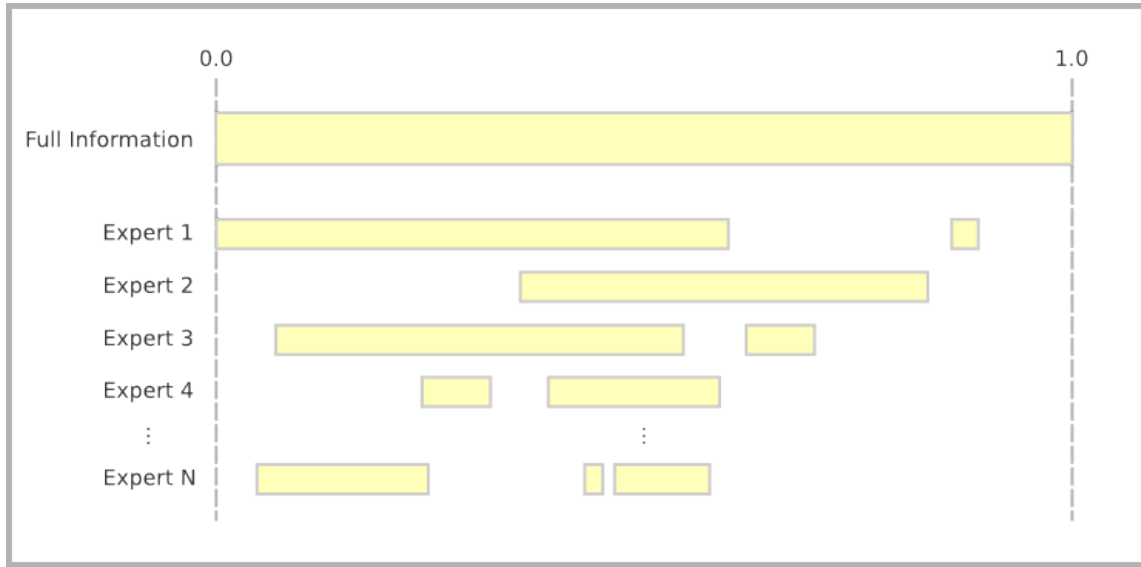 0.0 1.0
Full Information
Expert 1
Expert 2
Expert 3
Expert 4
⋮ ⋮
Expert N